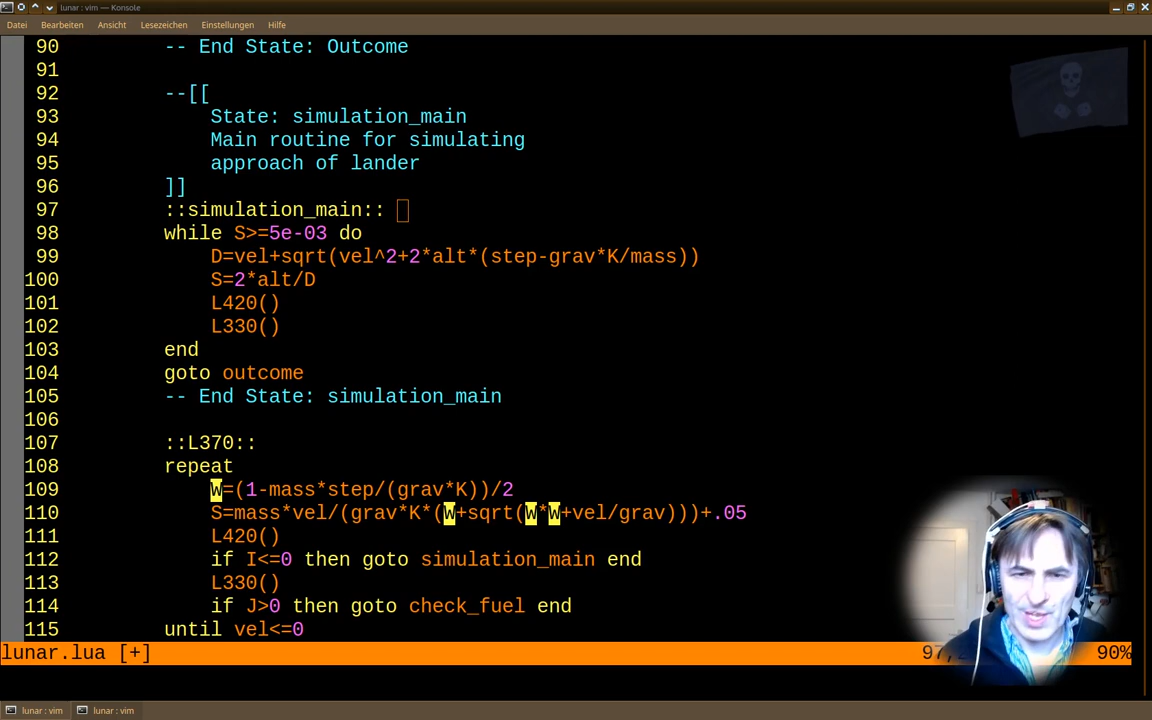 lunar : vim — Konsole
Datei Bearbeiten Ansicht Lesezeichen Einstellungen Hilfe
90 -- End State: Outcome
91
92 --[[
93 State: simulation_main
94 Main routine for simulating
95 approach of lander
96 ]]
97 ::simulation_main::
98 while S>=5e-03 do
99 D=vel+sqrt(vel^2+2*alt*(step-grav*K/mass))
100 S=2*alt/D
101 L420()
102 L330()
103 end
104 goto outcome
105 -- End State: simulation_main
106
107 ::L370::
108 repeat
109 W=(1-mass*step/(grav*K))/2
110 S=mass*vel/(grav*K*(W+sqrt(W*W+vel/grav)))+.05
111 L420()
112 if I<=0 then goto simulation_main end
113 L330()
114 if J>0 then goto check_fuel end
115 until vel<=0
lunar.lua [+] 90%
lunar : vim lunar : vim